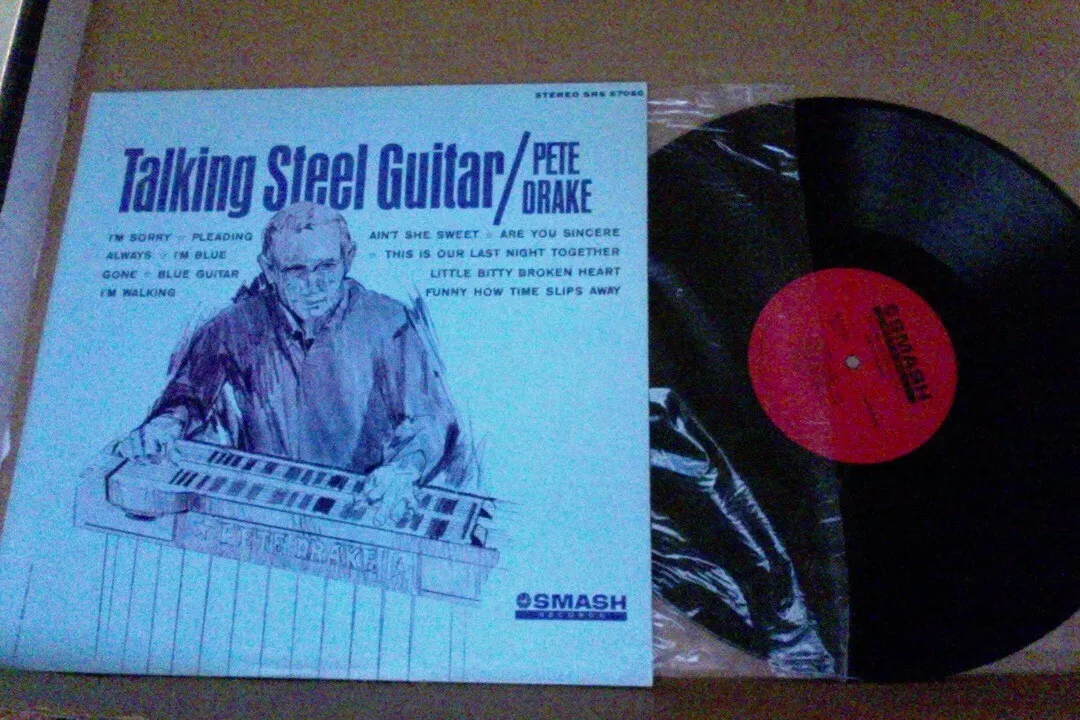 STEREO SRS 67060
Talking Steel Guitar/ PETE
DRAKE
I'M SORRY ☆ PLEADING
ALWAYS ☆ I'M BLUE
GONE ☆ BLUE GUITAR
I'M WALKING
AIN'T SHE SWEET ☆ ARE YOU SINCERE
☆ THIS IS OUR LAST NIGHT TOGETHER
LITTLE BITTY BROKEN HEART
FUNNY HOW TIME SLIPS AWAY
PETE DRAKE
SMASH
RECORDS
SMASH